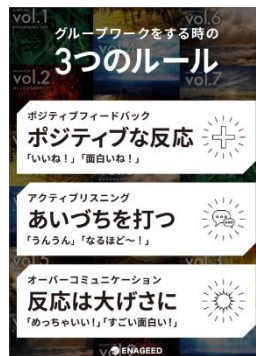 vol.1
vol.6
グループワークをする時の
3つのルール
vol.2
vol.7
ポジティブフィードバック
ポジティブな反応
「いいね!」「面白いね!」
アクティブリスニング
あいづちを打つ
「うんうん」「なるほど〜!」
オーバーコミュニケーション
反応は大げさに
「めっちゃいい!」「すごい面白い!」
ENAGEED